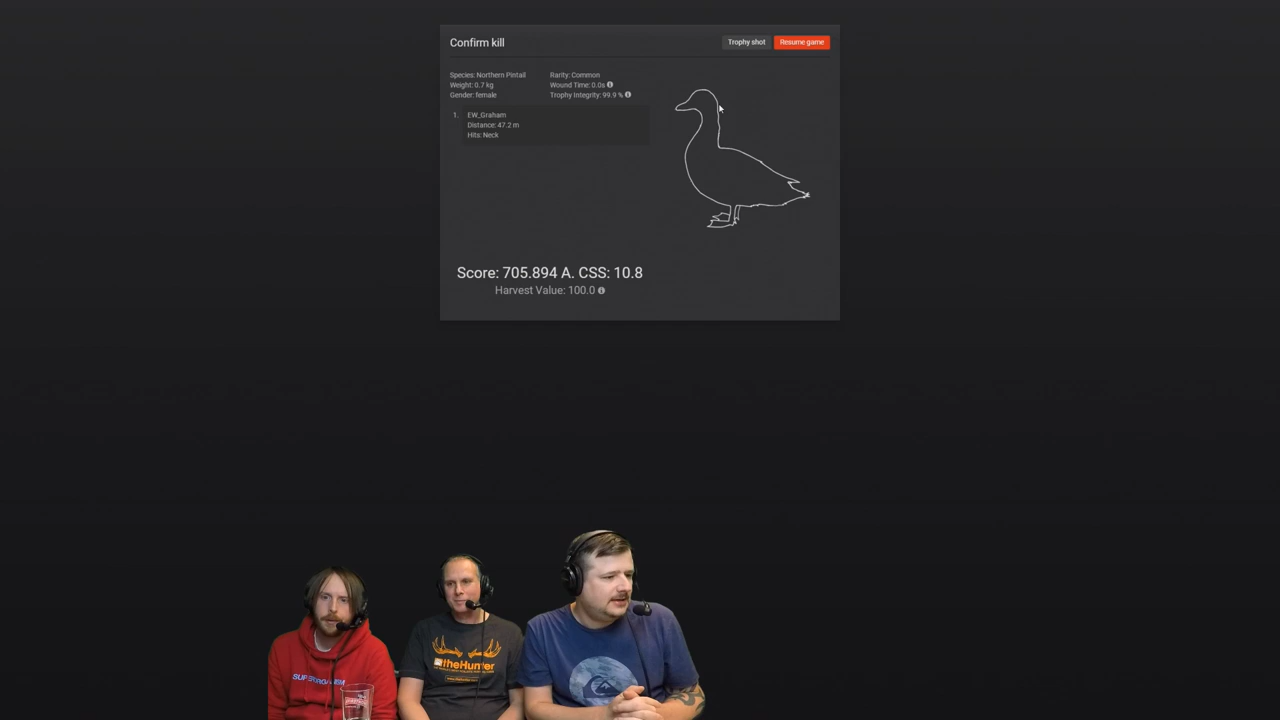 Confirm kill
Trophy shot
Resume game
Species: Northern Pintail
Rarity: Common
Weight: 0.7 kg
Wound Time: 0.0s
Gender: female
Trophy Integrity: 99.9 %
1.
EW_Graham
Distance: 47.2 m
Hits: Neck
Score: 705.894 A. CSS: 10.8
Harvest Value: 100.0
theHunter